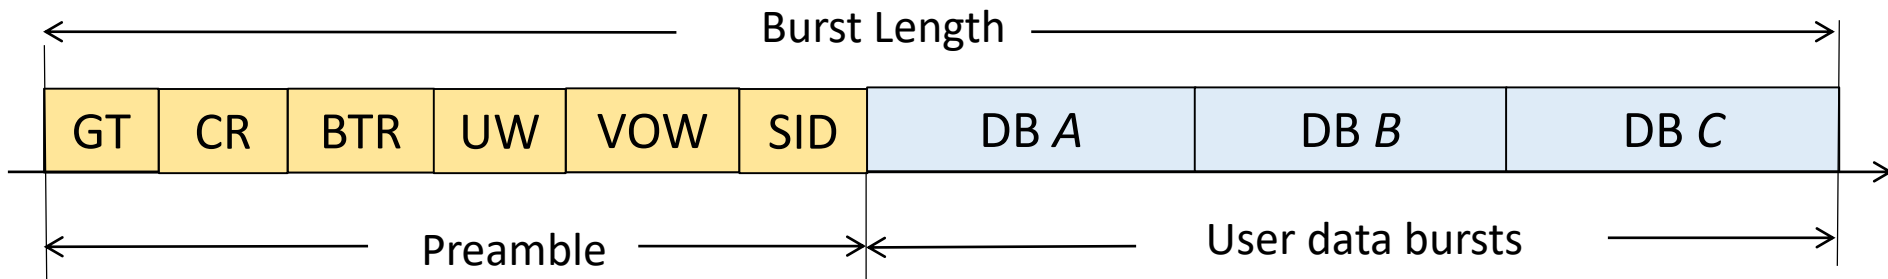 Burst Length
GT CR BTR UW VOW SID DB A DB B DB C
Preamble User data bursts